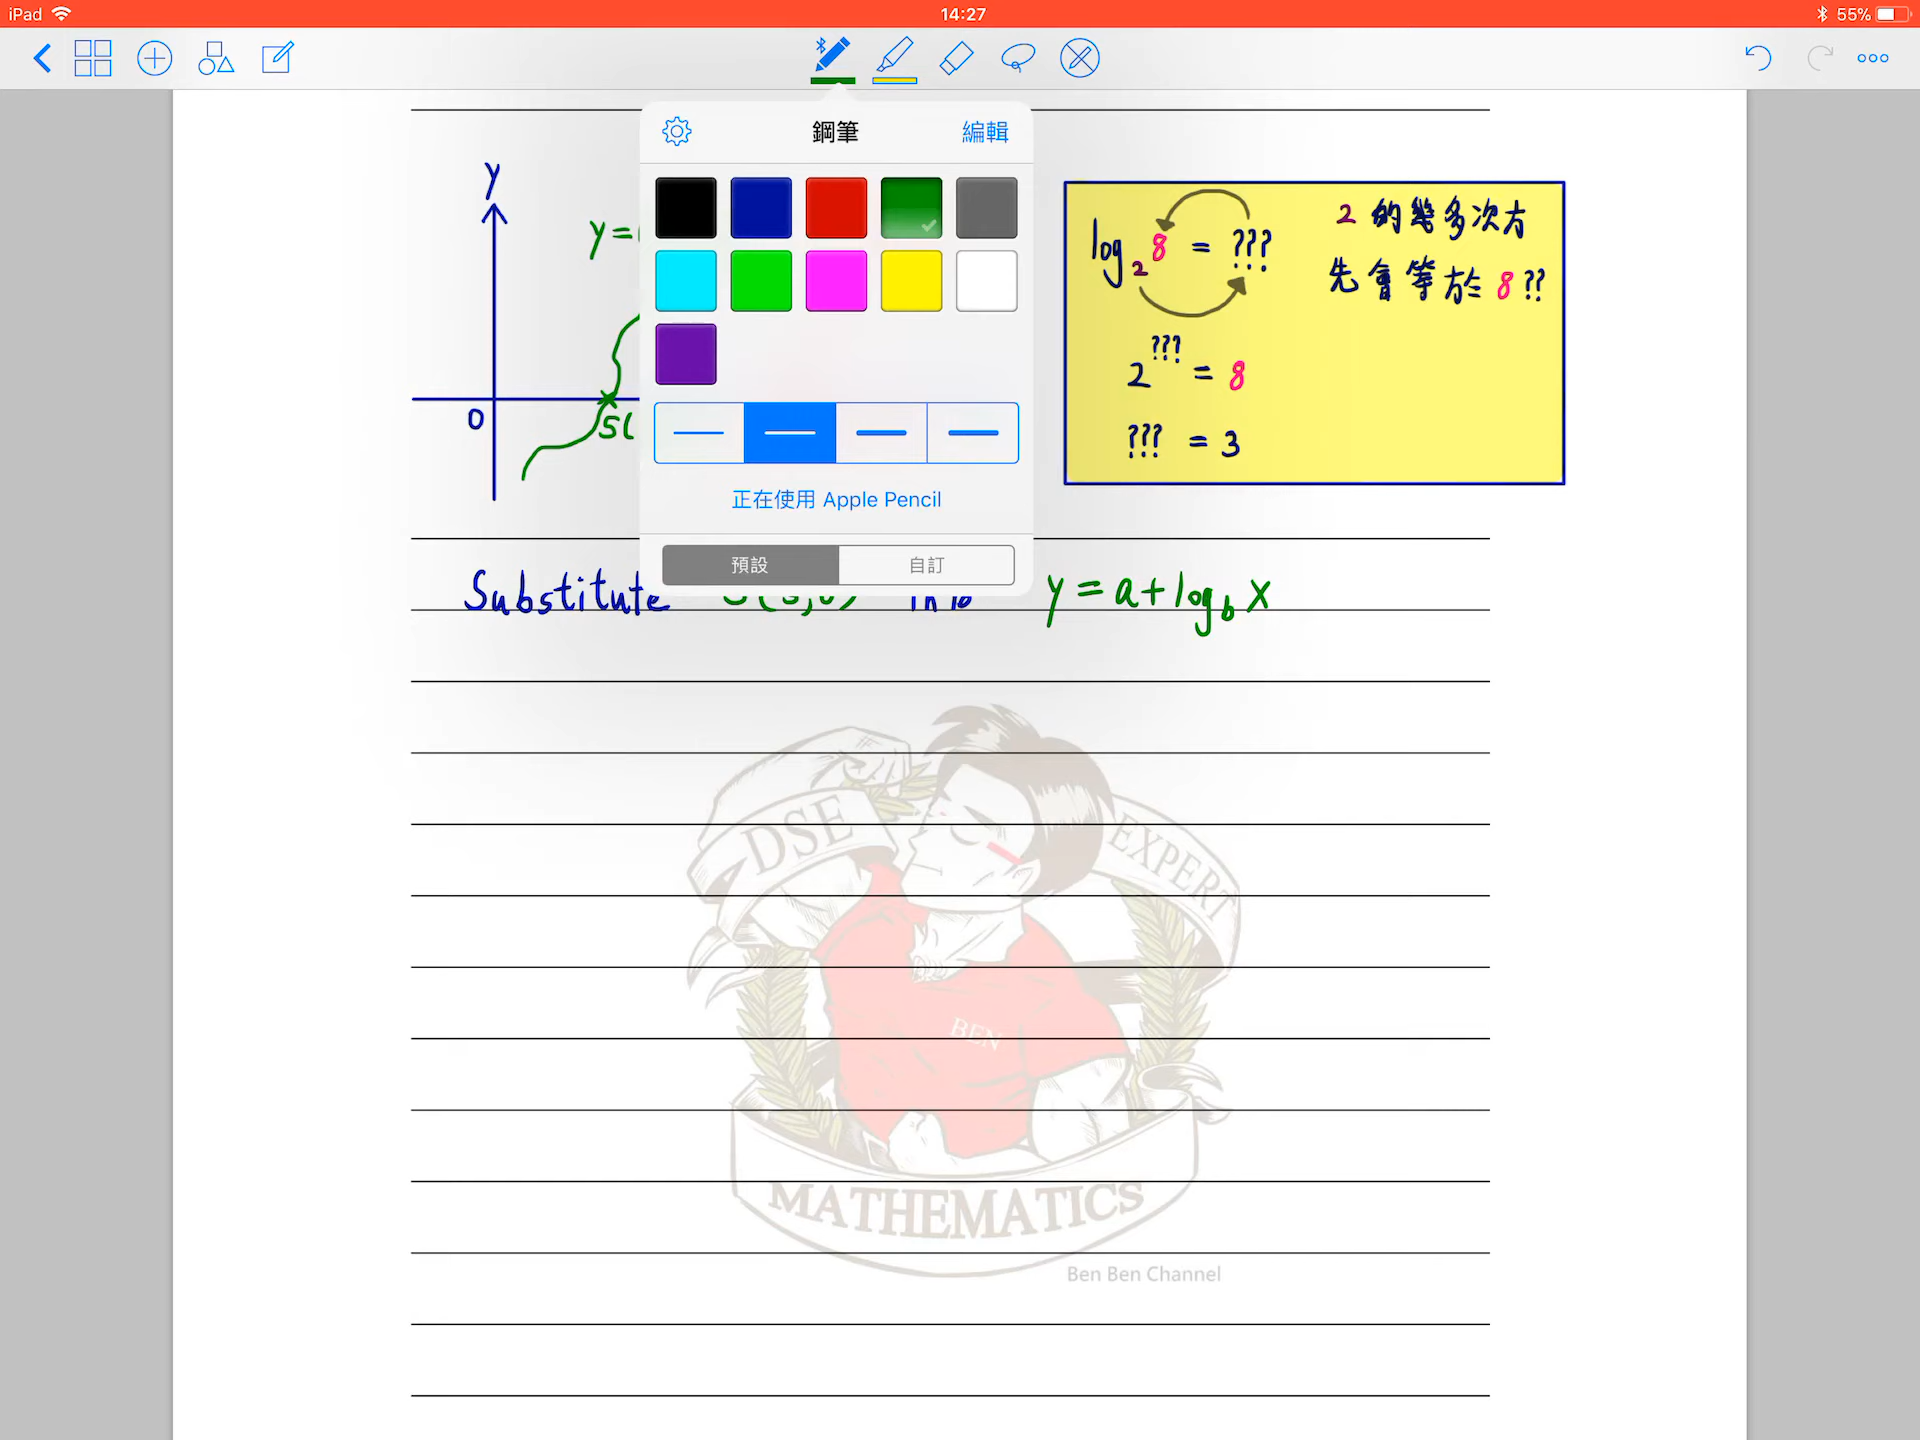 iPad 14:27 55%
鋼筆 編輯
y
y=
0
S(
正在使用 Apple Pencil
預設 自訂
log₂8 = ???
2的幾多次方
先會等於8??
2^??? = 8
??? = 3
Substitute into y = a + log_b x
DSE EXPERT
BEN
MATHEMATICS
Ben Ben Channel